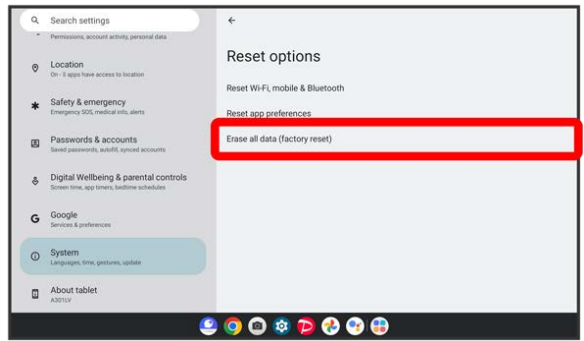 Search settings
Permissions, account activity, personal data
Location
On - 5 apps have access to location
Safety & emergency
Emergency SOS, medical info, alerts
Passwords & accounts
Saved passwords, autofill, synced accounts
Digital Wellbeing & parental controls
Screen time, app timers, bedtime schedules
Google
Services & preferences
System
Languages, time, gestures, update
About tablet
A301LV
Reset options
Reset Wi-Fi, mobile & Bluetooth
Reset app preferences
Erase all data (factory reset)